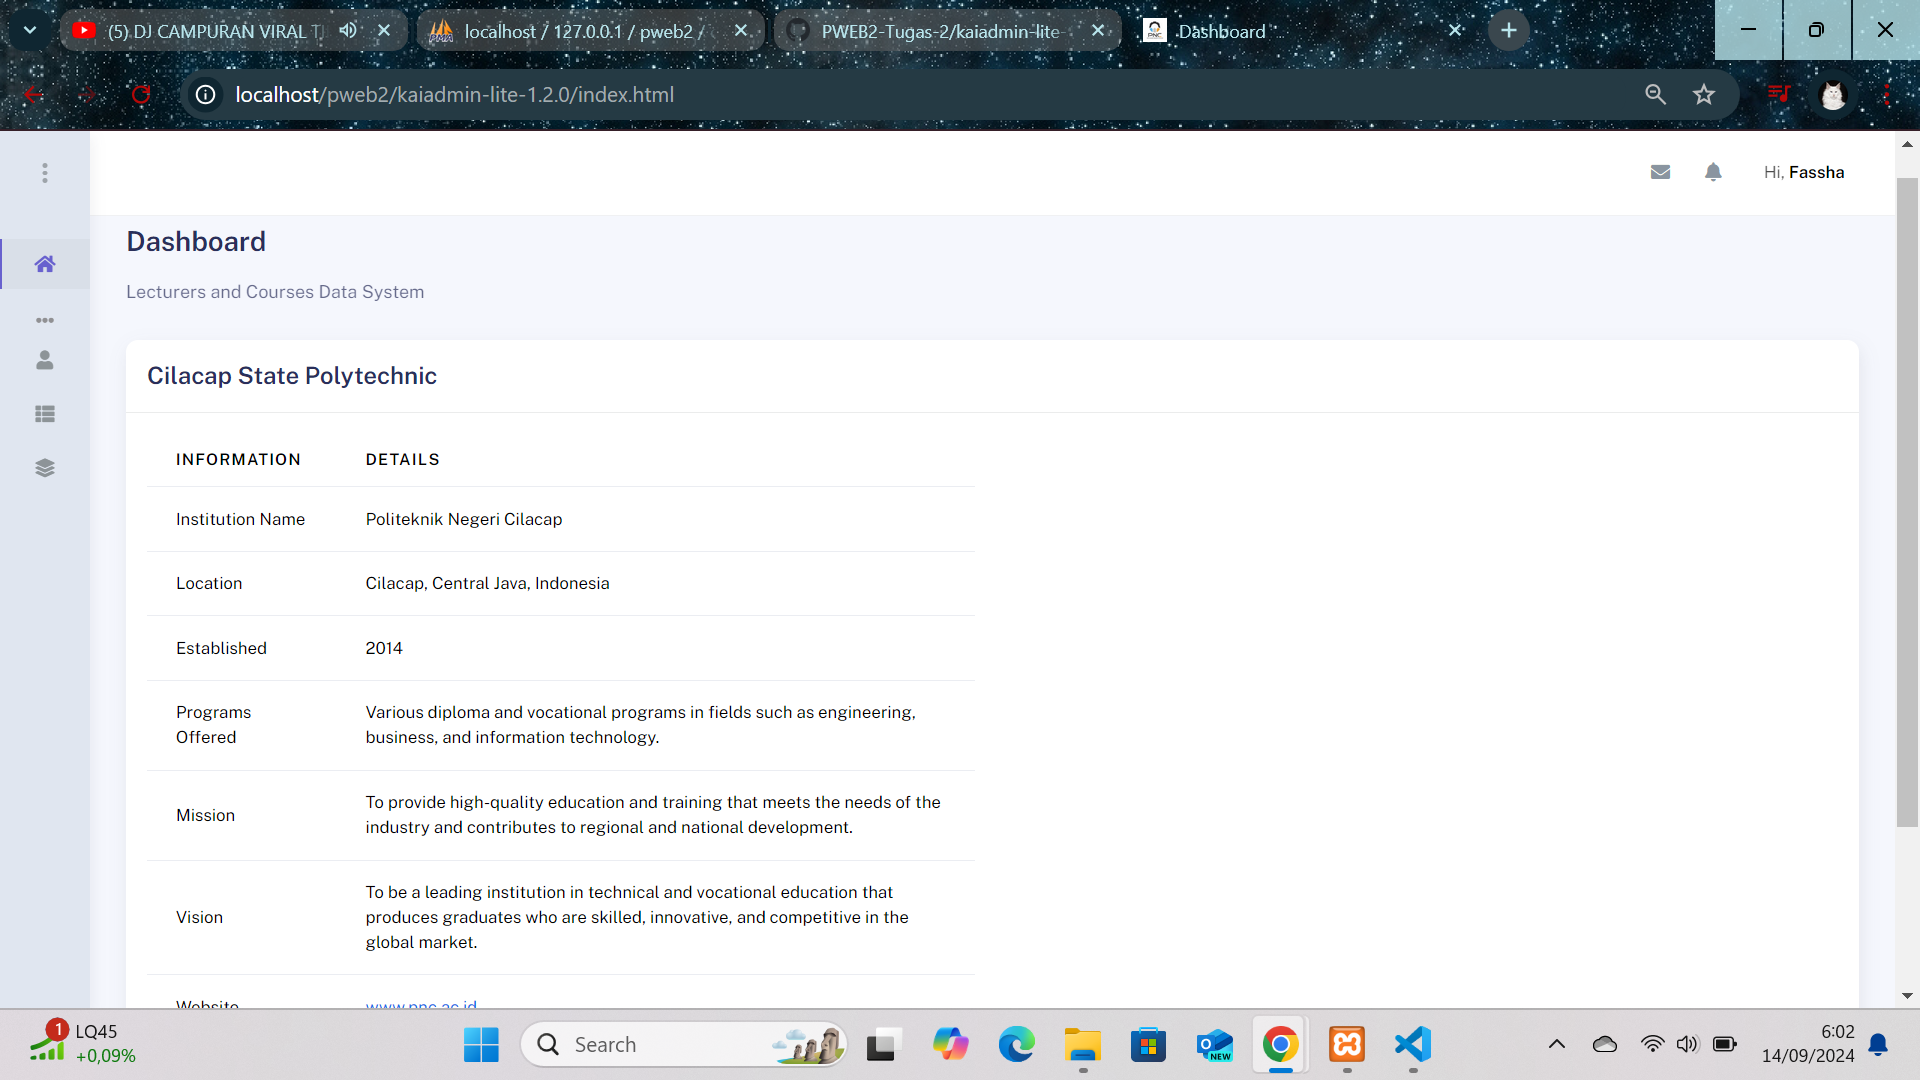 (5) DJ CAMPURAN VIRAL T
localhost / 127.0.0.1 / pweb2 /
PWEB2-Tugas-2/kaiadmin-lite-
Dashboard
localhost/pweb2/kaiadmin-lite-1.2.0/index.html
Hi, Fassha
Dashboard
Lecturers and Courses Data System
Cilacap State Polytechnic
INFORMATION DETAILS
Institution Name Politeknik Negeri Cilacap
Location Cilacap, Central Java, Indonesia
Established 2014
Programs Offered Various diploma and vocational programs in fields such as engineering,
business, and information technology.
Mission To provide high-quality education and training that meets the needs of the
industry and contributes to regional and national development.
Vision To be a leading institution in technical and vocational education that
produces graduates who are skilled, innovative, and competitive in the
global market.
Website www.pnc.ac.id
1
LQ45
+0,09%
Search
NEW
6:02
14/09/2024